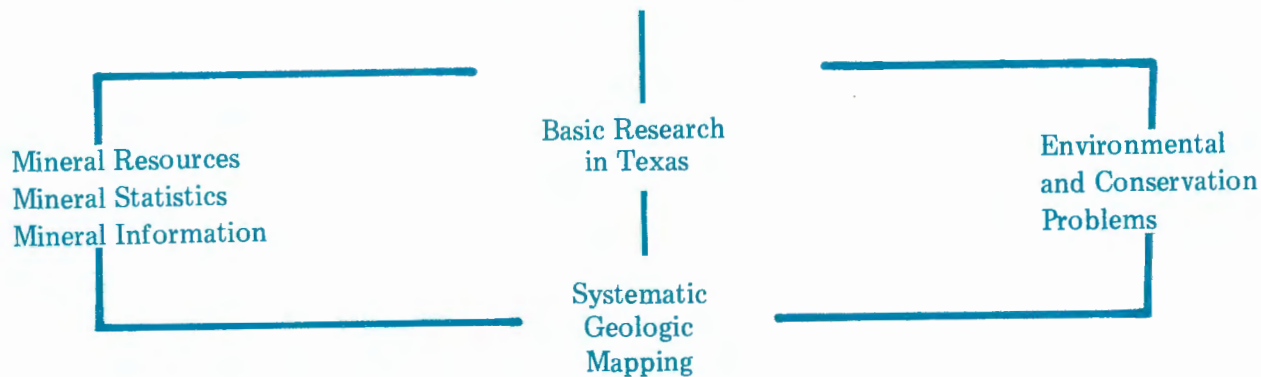 Mineral Resources
Mineral Statistics
Mineral Information
Basic Research
in Texas
Environmental
and Conservation
Problems
Systematic
Geologic
Mapping